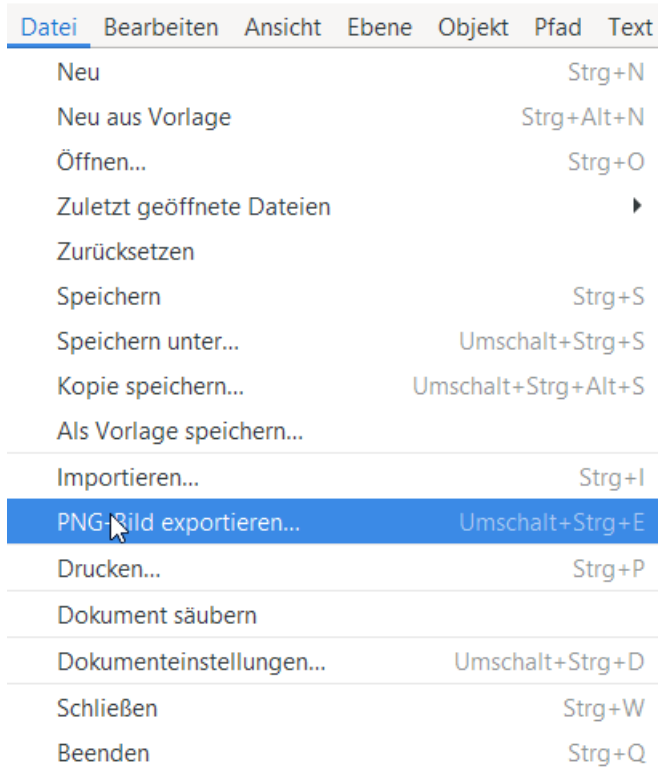 Datei Bearbeiten Ansicht Ebene Objekt Pfad Text
Neu Strg+N
Neu aus Vorlage Strg+Alt+N
Öffnen... Strg+O
Zuletzt geöffnete Dateien
Zurücksetzen
Speichern Strg+S
Speichern unter... Umschalt+Strg+S
Kopie speichern... Umschalt+Strg+Alt+S
Als Vorlage speichern...
Importieren... Strg+I
PNG-Bild exportieren... Umschalt+Strg+E
Drucken... Strg+P
Dokument säubern
Dokumenteinstellungen... Umschalt+Strg+D
Schließen Strg+W
Beenden Strg+Q